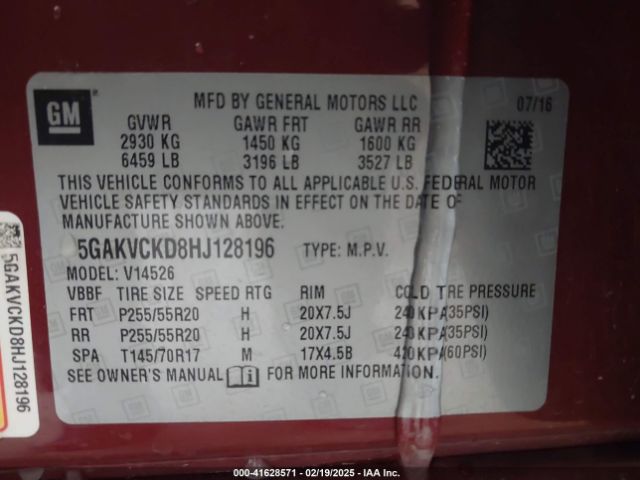 GM
MFD BY GENERAL MOTORS LLC 07/16
GVWR GAWR FRT GAWR RR
2930 KG 1450 KG 1600 KG
6459 LB 3196 LB 3527 LB
THIS VEHICLE CONFORMS TO ALL APPLICABLE U.S. FEDERAL MOTOR
VEHICLE SAFETY STANDARDS IN EFFECT ON THE DATE OF
MANUFACTURE SHOWN ABOVE.
5GAKVCKD8HJ128196 TYPE: M.P.V.
MODEL: V14526
VBBF TIRE SIZE SPEED RTG RIM COLD TRE PRESSURE
FRT P255/55R20 H 20X7.5J 240 KPA(35PSI)
RR P255/55R20 H 20X7.5J 240 KPA(35PSI)
SPA T145/70R17 M 17X4.5B 420 KPA(60PSI)
SEE OWNER'S MANUAL FOR MORE INFORMATION.
5GAKVCKD8HJ128196
000-41628571 - 02/19/2025 - IAA Inc.